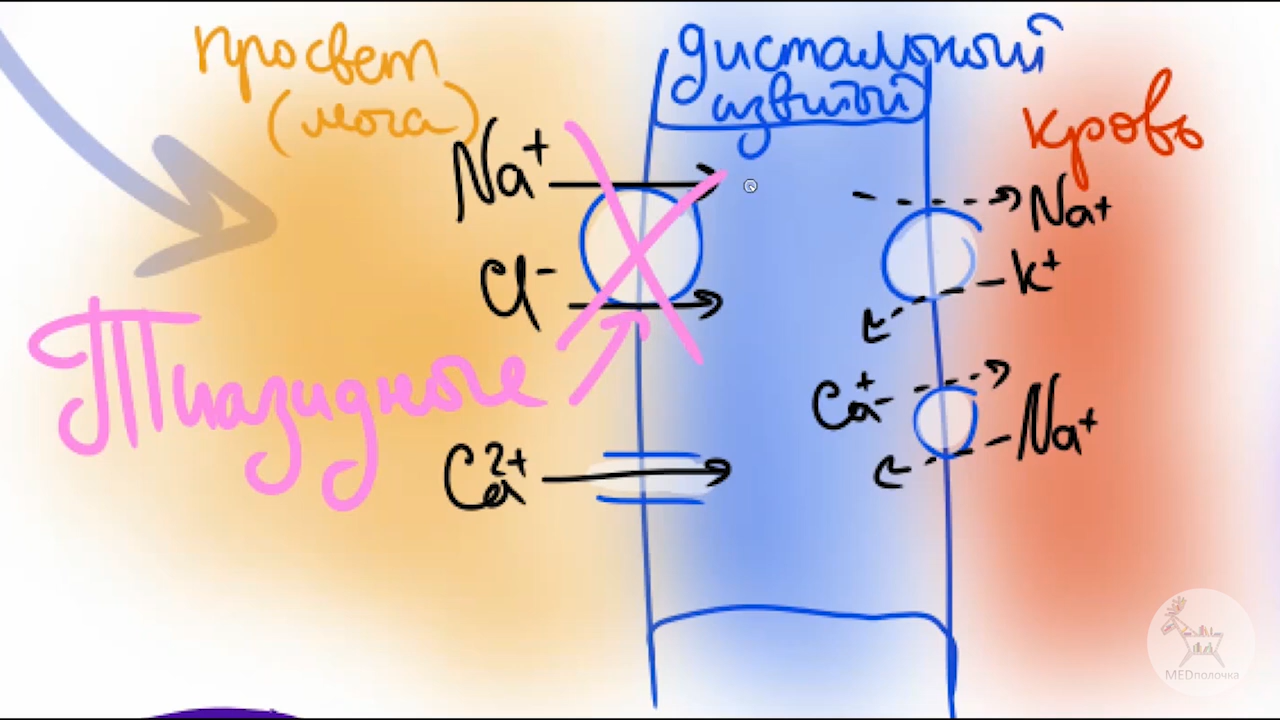 просвет
(моча)
дистальный
извитой
кровь
Na+
Cl-
Тиазидные
Ca2+
Na+
K+
Ca+
Na+
MEDполочка